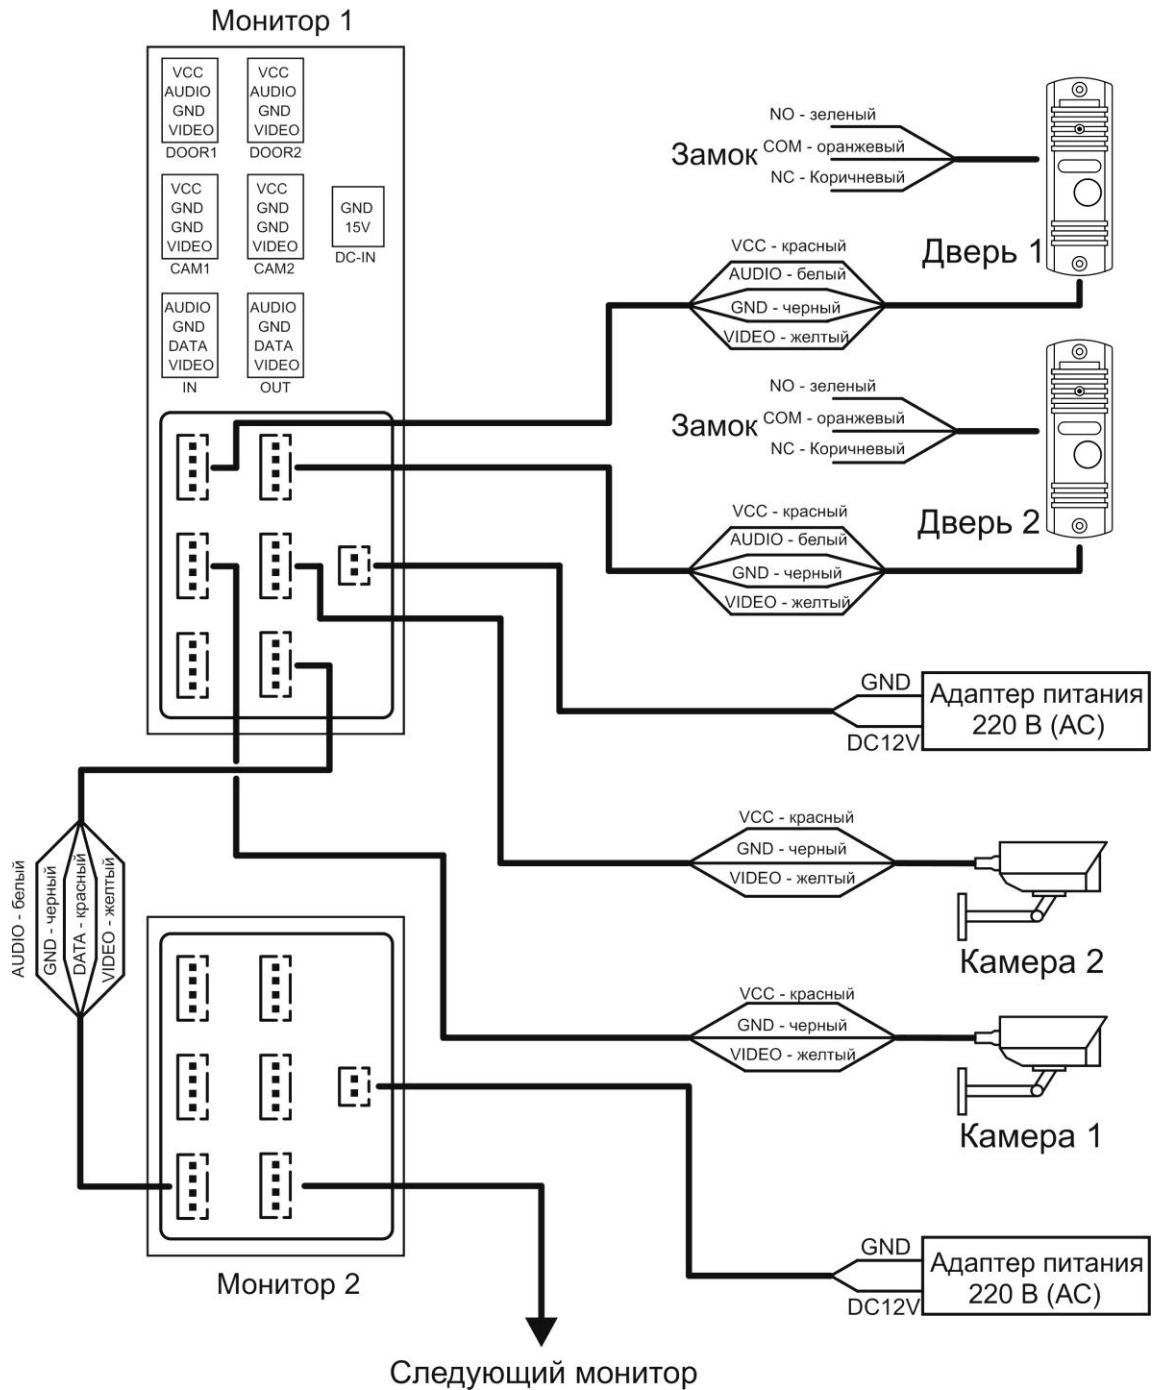 Монитор 1
VCC
AUDIO
GND
VIDEO
DOOR1
VCC
AUDIO
GND
VIDEO
DOOR2
VCC
GND
GND
VIDEO
CAM1
VCC
GND
GND
VIDEO
CAM2
GND
15V
DC-IN
AUDIO
GND
DATA
VIDEO
IN
AUDIO
GND
DATA
VIDEO
OUT
NO - зеленый
Замок
COM - оранжевый
NC - Коричневый
Дверь 1
VCC - красный
AUDIO - белый
GND - черный
VIDEO - желтый
NO - зеленый
Замок
COM - оранжевый
NC - Коричневый
Дверь 2
VCC - красный
AUDIO - белый
GND - черный
VIDEO - желтый
GND
DC12V
Адаптер питания
220 В (AC)
VCC - красный
GND - черный
VIDEO - желтый
Камера 2
AUDIO - белый
GND - черный
DATA - красный
VIDEO - желтый
VCC - красный
GND - черный
VIDEO - желтый
Камера 1
GND
DC12V
Адаптер питания
220 В (AC)
Монитор 2
Следующий монитор